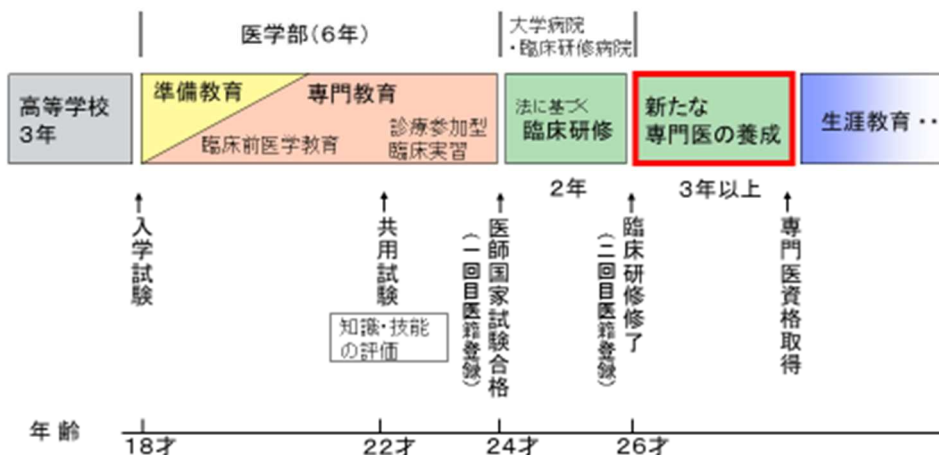 医学部(6年)
大学病院
・臨床研修病院
高等学校
3年
準備教育
専門教育
臨床前医学教育
診療参加型
臨床実習
法に基づく
臨床研修
新たな
専門医の養成
生涯教育・・
2年
3年以上
入学試験
共用試験
知識・技能
の評価
医師国家試験合格
(一回目医籍登録)
臨床研修修了
(二回目医籍登録)
専門医資格取得
年齢
18才
22才
24才
26才